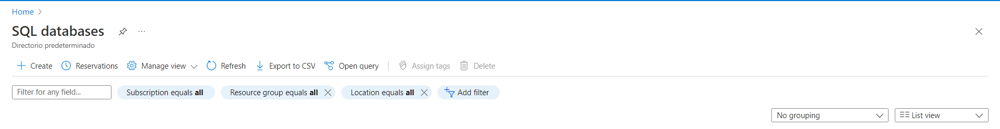 Home
SQL databases
Directorio predeterminado
Create Reservations Manage view Refresh Export to CSV Open query Assign tags Delete
Filter for any field... Subscription equals all Resource group equals all Location equals all Add filter
No grouping List view